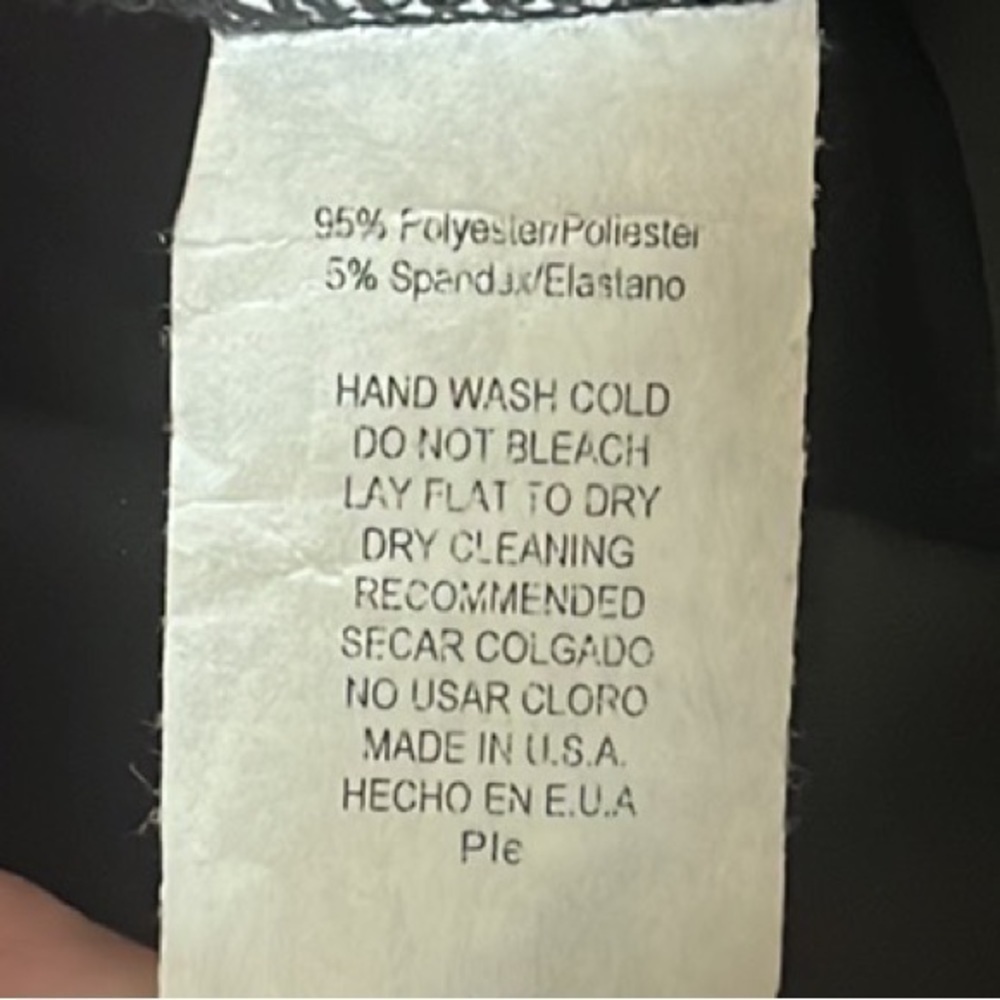 95% Polyester/Poliester
5% Spandex/Elastano
HAND WASH COLD
DO NOT BLEACH
LAY FLAT TO DRY
DRY CLEANING
RECOMMENDED
SECAR COLGADO
NO USAR CLORO
MADE IN U.S.A.
HECHO EN E.U.A
Ple